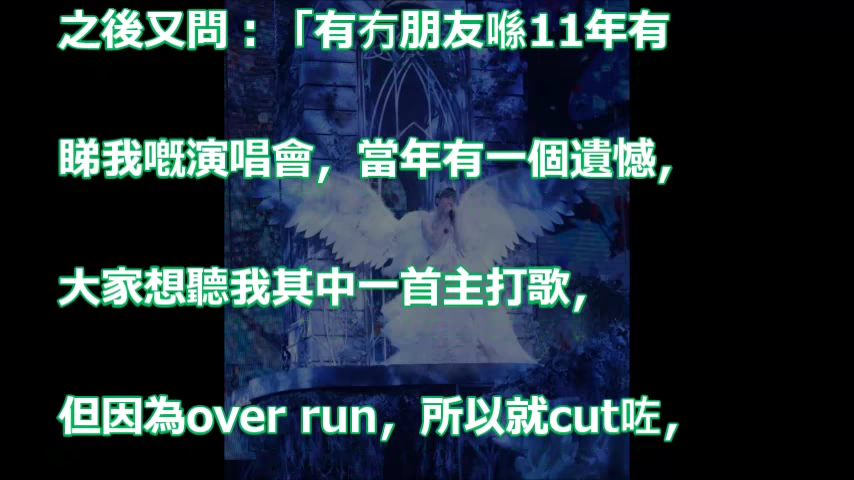 之後又問：「有冇朋友喺11年有
睇我嘅演唱會，當年有一個遺憾，
大家想聽我其中一首主打歌，
但因為over run，所以就cut咗，